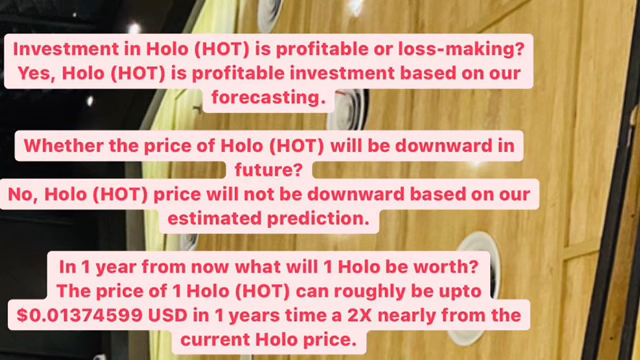 Investment in Holo (HOT) is profitable or loss-making?
Yes, Holo (HOT) is profitable investment based on our
forecasting.
Whether the price of Holo (HOT) will be downward in
future?
No, Holo (HOT) price will not be downward based on our
estimated prediction.
In 1 year from now what will 1 Holo be worth?
The price of 1 Holo (HOT) can roughly be upto
$0.01374599 USD in 1 years time a 2X nearly from the
current Holo price.